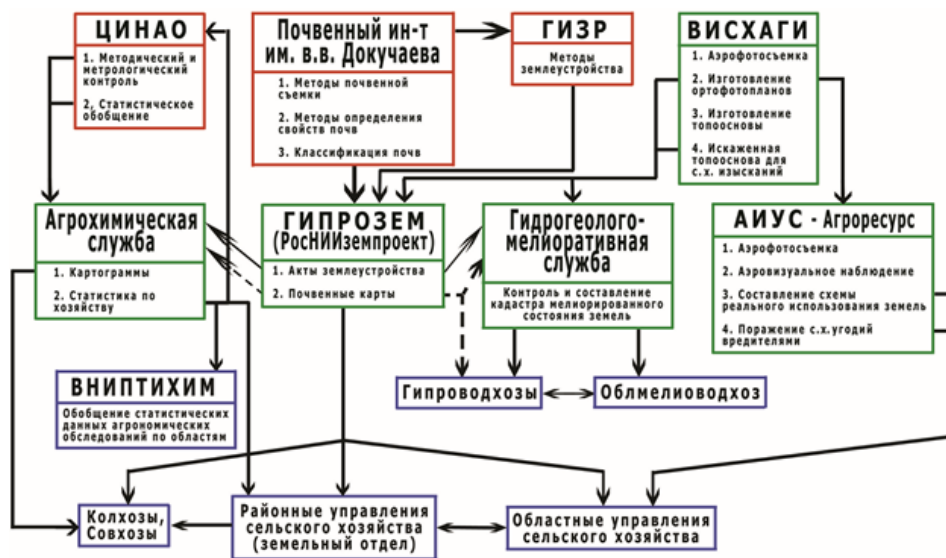 ЦИНАО
1. Методический и
метрологический
контроль
2, Статистическое
обощение
Почвенный ин-т
им. в.в. Докучаева
1. Методы почвенной
съемки
2. Методы определения
свойств почв
3. Классификация почв
ГИЗР
Методы
землеустройства
ВИСХАГИ
1. Аэрофотосъемка
2. Изготовление
ортофотопланов
3. Изготовление
топоосновы
4. Искаженная
топооснова для
с.х. изысканий
Агрохимическая
служба
1. Картограммы
2. Статистика по
хозяйству
ГИПРОЗЕМ
(РосНИИземпроект)
1. Акты землеустройства
2. Почвенные карты
Гидрогеолого-
мелиоративная
служба
Контроль и составление
кадастра мелиорированного
состояния земель
АИУС - Агроресурс
1. Аэрофотосъемка
2. Аэровизуальное наблюдение
3. Составление схемы
реального использования земель
4. Поражение с.х.угодий
вредителями
ВНИПТИХИМ
Обобщение статистических
данных агрономических
обследований по областям
Гипроводхозы
Облмелиоводхоз
Колхозы,
Совхозы
Районные управления
сельского хозяйства
(земельный отдел)
Областные управления
сельского хозяйства